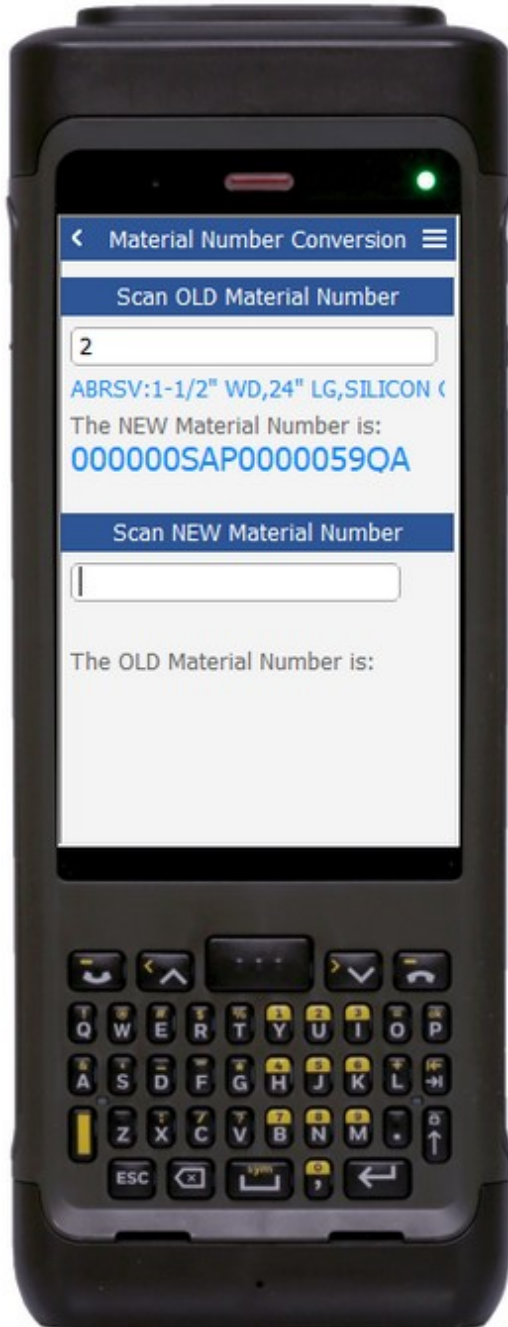 Material Number Conversion
Scan OLD Material Number
2
ABRSV:1-1/2" WD,24" LG,SILICON
The NEW Material Number is:
000000SAP0000059QA
Scan NEW Material Number
The OLD Material Number is:
Q W E R T Y U I O P
A S D F G H J K L
Z X C V B N M .
ESC sym ,